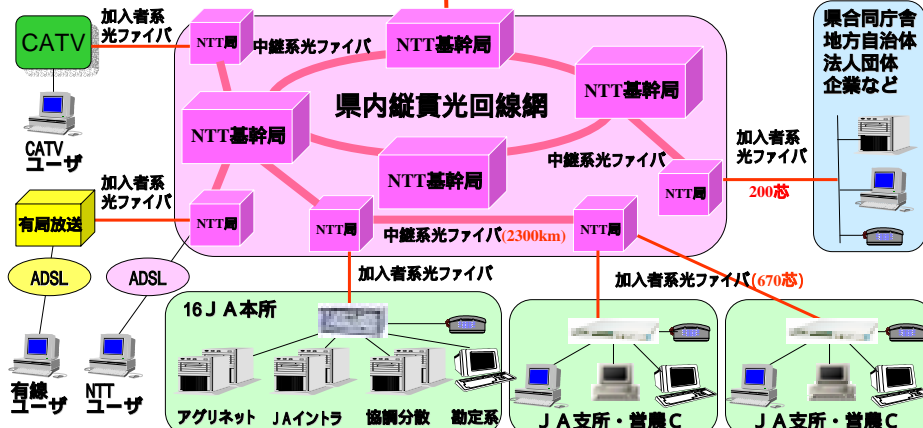 加入者系
光ファイバ
CATV
CATV
ユーザ
NTT局
中継系光ファイバ
NTT基幹局
NTT基幹局
県内縦貫光回線網
NTT基幹局
NTT基幹局
中継系光ファイバ
NTT局
加入者系
光ファイバ
200芯
県合同庁舎
地方自治体
法人団体
企業など
加入者系
光ファイバ
有局放送
NTT局
ADSL
ADSL
有線
ユーザ
NTT
ユーザ
NTT局
中継系光ファイバ(2300km)
NTT局
加入者系光ファイバ
加入者系光ファイバ(670芯)
16JA本所
アグリネット
JAイントラ
協調分散
勘定系
JA支所・営農C
JA支所・営農C